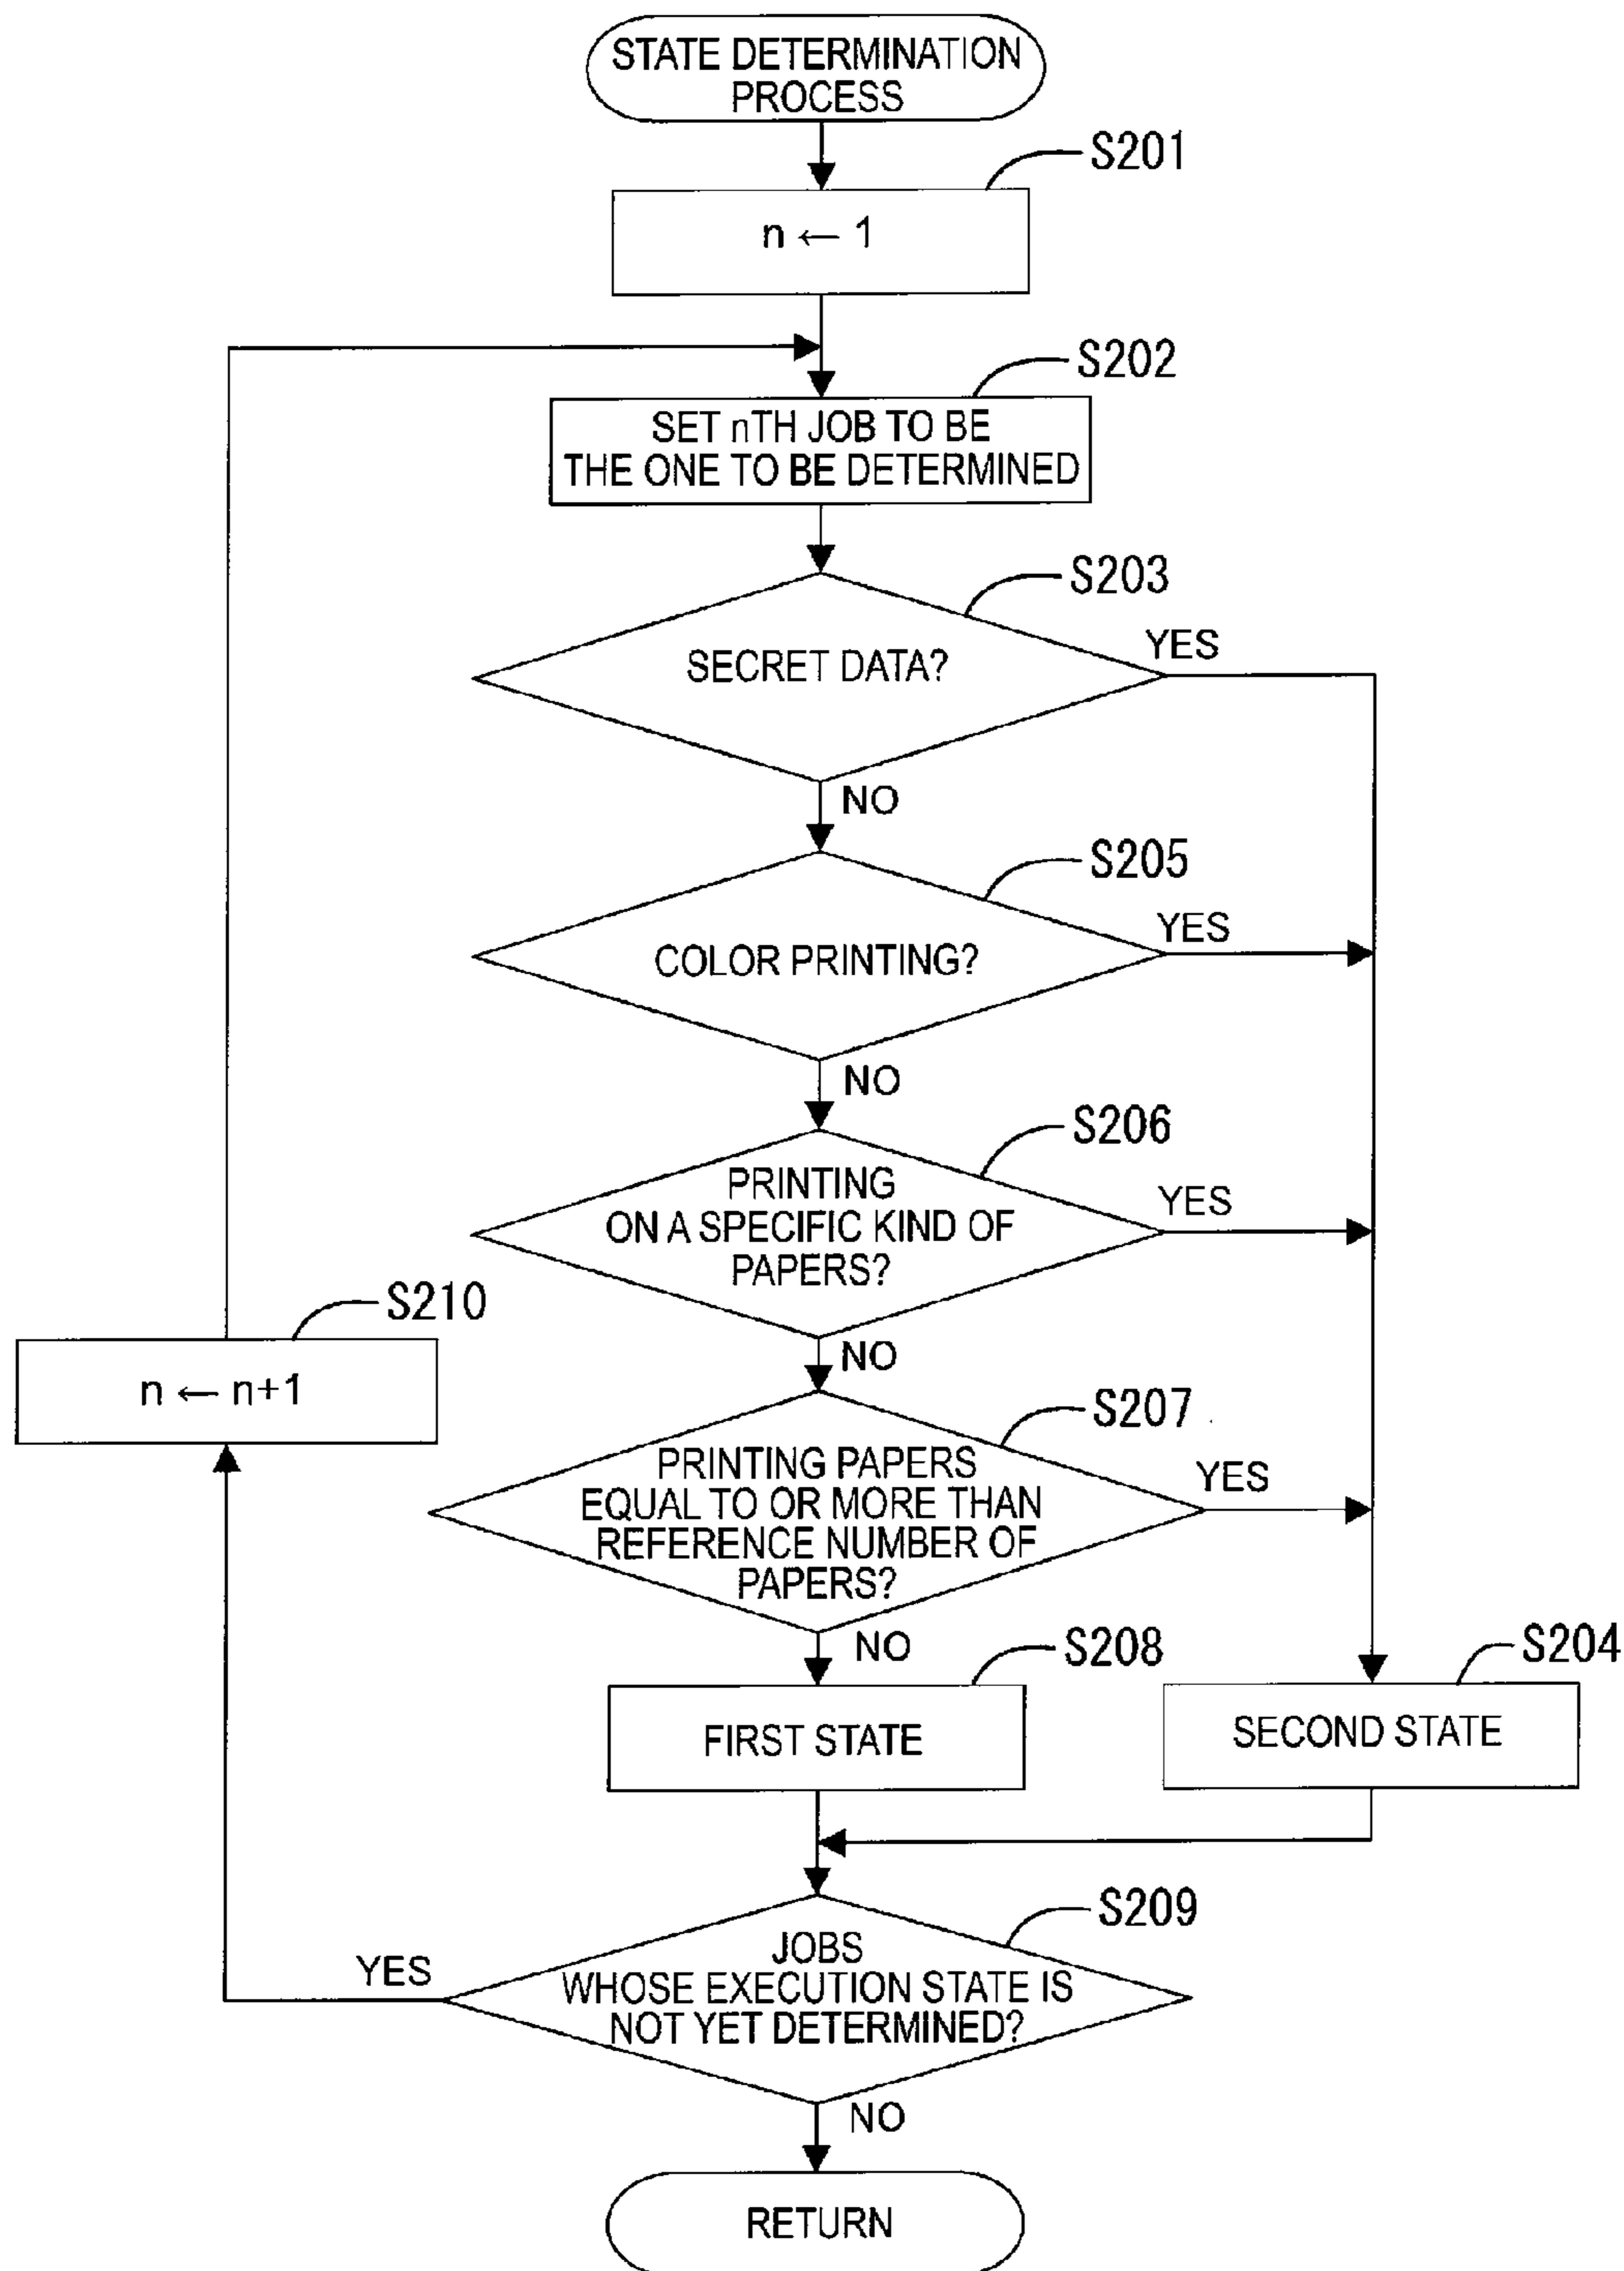 STATE DETERMINATION
PROCESS
S201
n ← 1
S202
SET nTH JOB TO BE
THE ONE TO BE DETERMINED
S203
SECRET DATA?
YES
NO
S205
COLOR PRINTING?
YES
NO
S206
PRINTING
ON A SPECIFIC KIND OF
PAPERS?
YES
NO
S210
n ← n+1
S207
PRINTING PAPERS
EQUAL TO OR MORE THAN
REFERENCE NUMBER OF
PAPERS?
YES
NO
S208
FIRST STATE
S204
SECOND STATE
S209
JOBS
WHOSE EXECUTION STATE IS
NOT YET DETERMINED?
YES
NO
RETURN